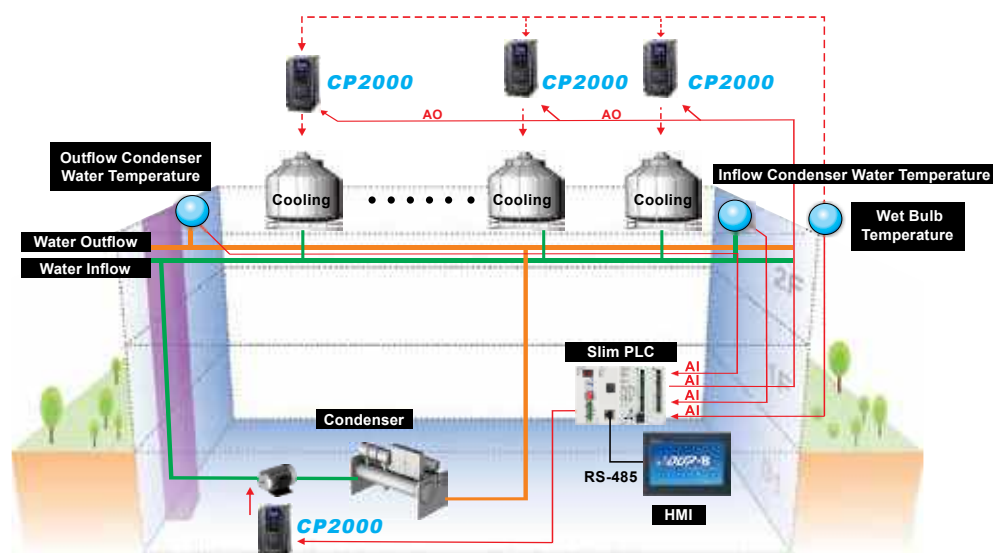 CP2000
CP2000
CP2000
AO
AO
Outflow Condenser
Water Temperature
Inflow Condenser Water Temperature
Cooling
Cooling
Cooling
Wet Bulb
Temperature
Water Outflow
Water Inflow
2F
Slim PLC
AI
AI
AI
AI
Condenser
RS-485
HMI
CP2000